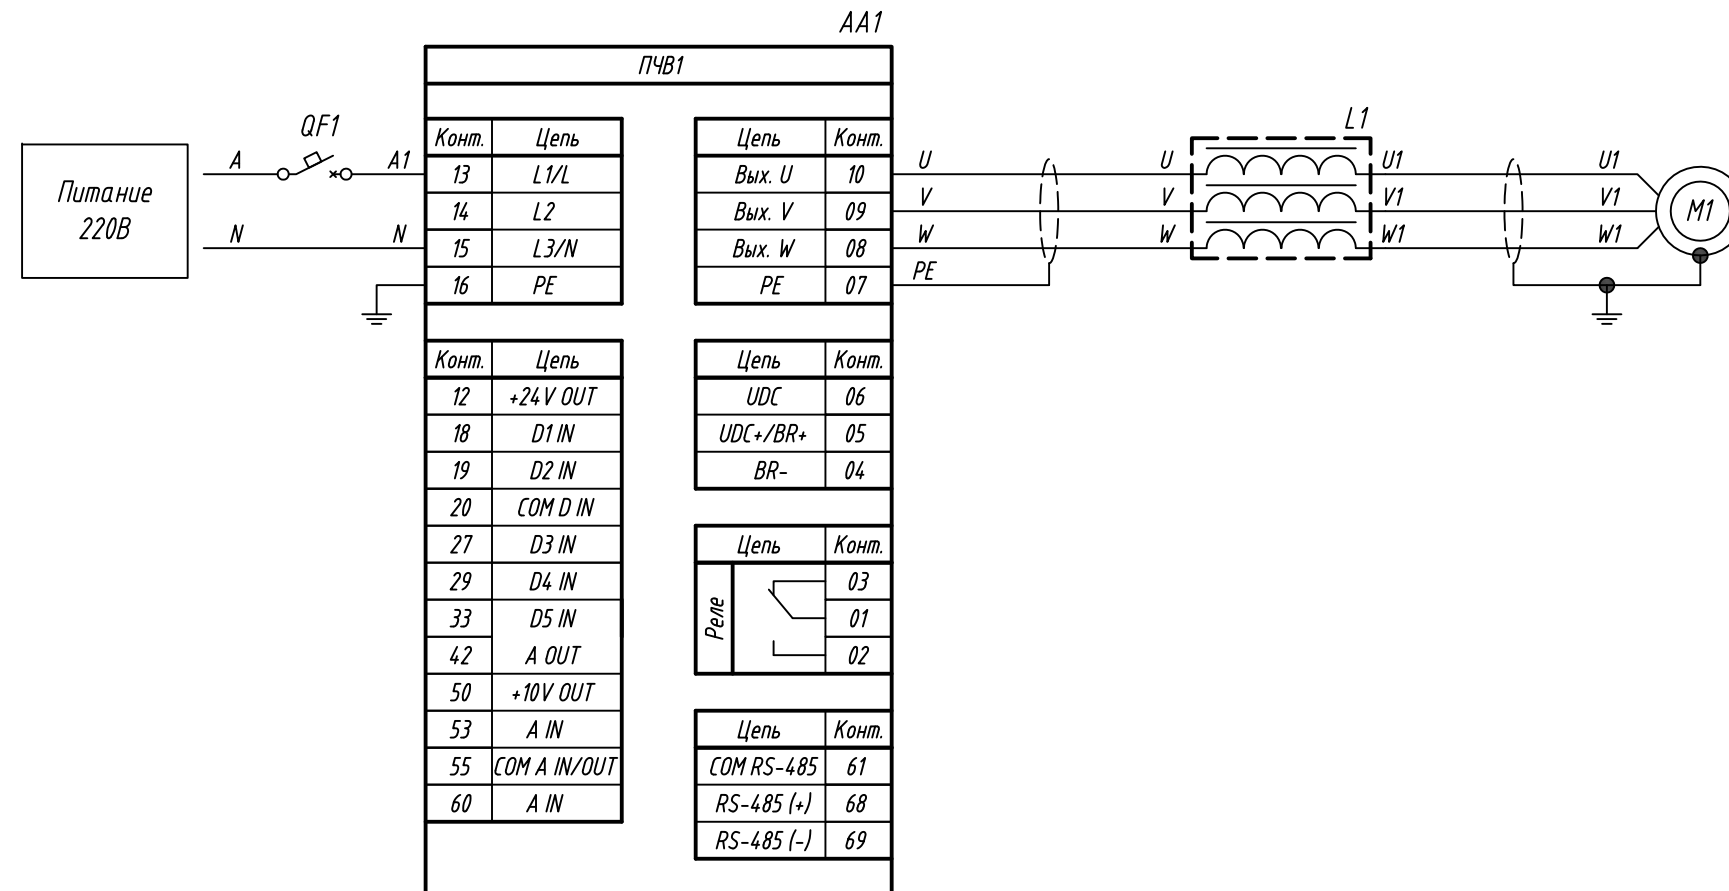 AA1
ПЧВ1
Питание
220В
QF1
A
A1
N
N
Конт. Цепь
13 L1/L
14 L2
15 L3/N
16 PE
Цепь Конт.
Вых. U 10
Вых. V 09
Вых. W 08
PE 07
U
V
W
PE
U
V
W
L1
U1
V1
W1
U1
V1
W1
M1
Конт. Цепь
12 +24V OUT
18 D1 IN
19 D2 IN
20 COM D IN
27 D3 IN
29 D4 IN
33 D5 IN
42 A OUT
50 +10V OUT
53 A IN
55 COM A IN/OUT
60 A IN
Цепь Конт.
UDC 06
UDC+/BR+ 05
BR- 04
Цепь Конт.
Реле
03
01
02
Цепь Конт.
COM RS-485 61
RS-485 (+) 68
RS-485 (-) 69